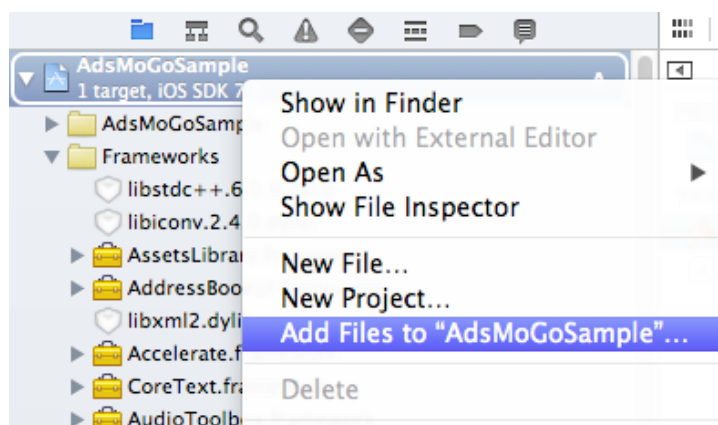 AdsMoGoSample
1 target, iOS SDK 7
Show in Finder
AdsMoGoSamp
Open with External Editor
Frameworks
Open As
libstdc++.6
Show File Inspector
libiconv.2.4
AssetsLibra
New File...
AddressBoo
New Project...
libxml2.dyli
Add Files to “AdsMoGoSample”...
Accelerate.f
CoreText.fra
Delete
AudioToolb